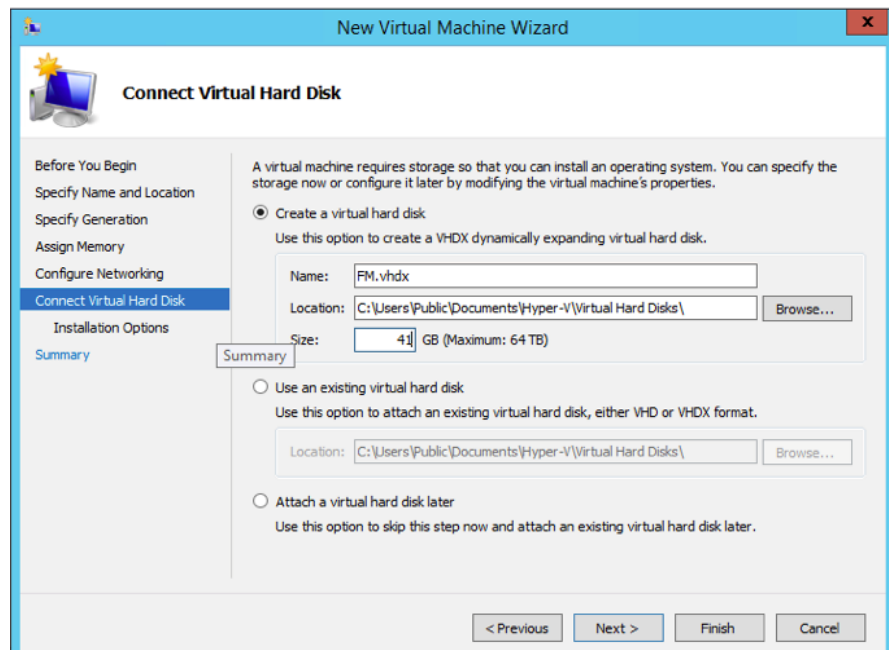 New Virtual Machine Wizard
x
Connect Virtual Hard Disk
Before You Begin
Specify Name and Location
Specify Generation
Assign Memory
Configure Networking
Connect Virtual Hard Disk
Installation Options
Summary
Summary
A virtual machine requires storage so that you can install an operating system. You can specify the
storage now or configure it later by modifying the virtual machine's properties.
Create a virtual hard disk
Use this option to create a VHDX dynamically expanding virtual hard disk.
Name: FM.vhdx
Location: C:\Users\Public\Documents\Hyper-V\Virtual Hard Disks\ Browse...
Size: 41 GB (Maximum: 64 TB)
Use an existing virtual hard disk
Use this option to attach an existing virtual hard disk, either VHD or VHDX format.
Location: C:\Users\Public\Documents\Hyper-V\Virtual Hard Disks\ Browse...
Attach a virtual hard disk later
Use this option to skip this step now and attach an existing virtual hard disk later.
< Previous Next > Finish Cancel